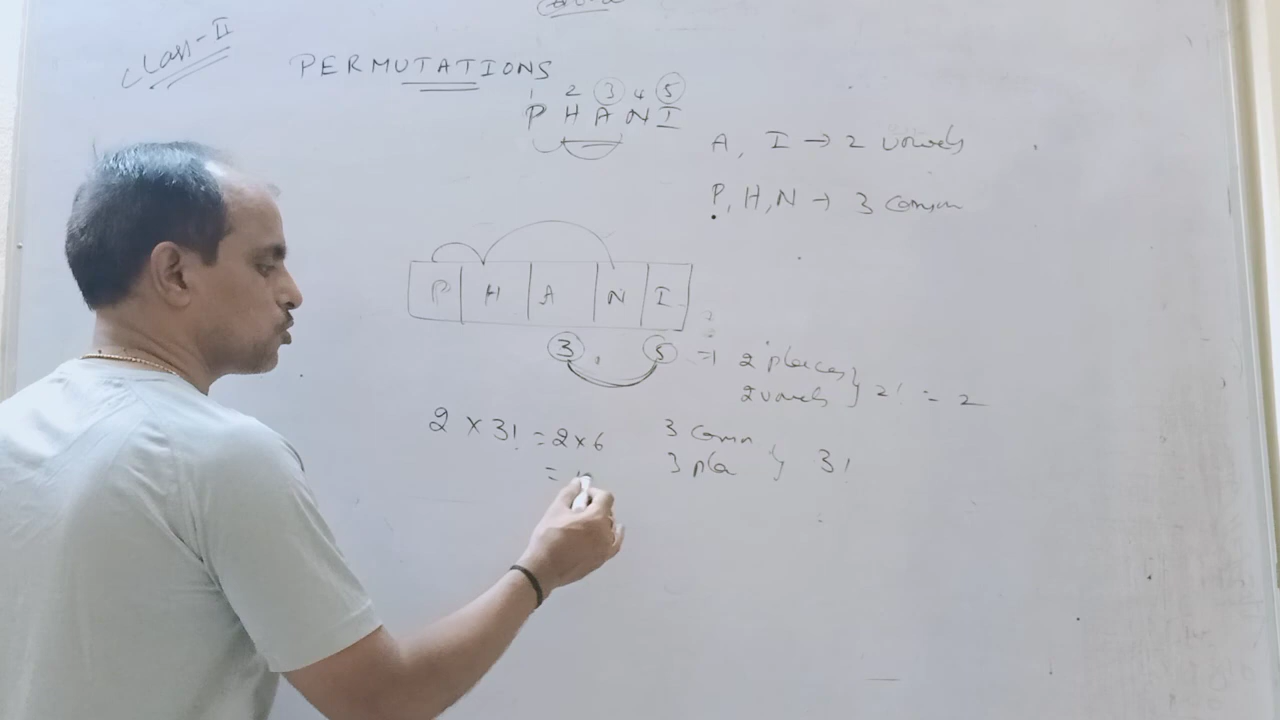 Class-II
PERMUTATIONS
1 2 3 4 5
P H A N I
A, I → 2 vowels
P, H, N → 3 conson
P H A N I
3, 5 ⇒ 2 places
2 vowels } 2! = 2
2 × 3! = 2×6
=
3 conson
3 pla } 3!